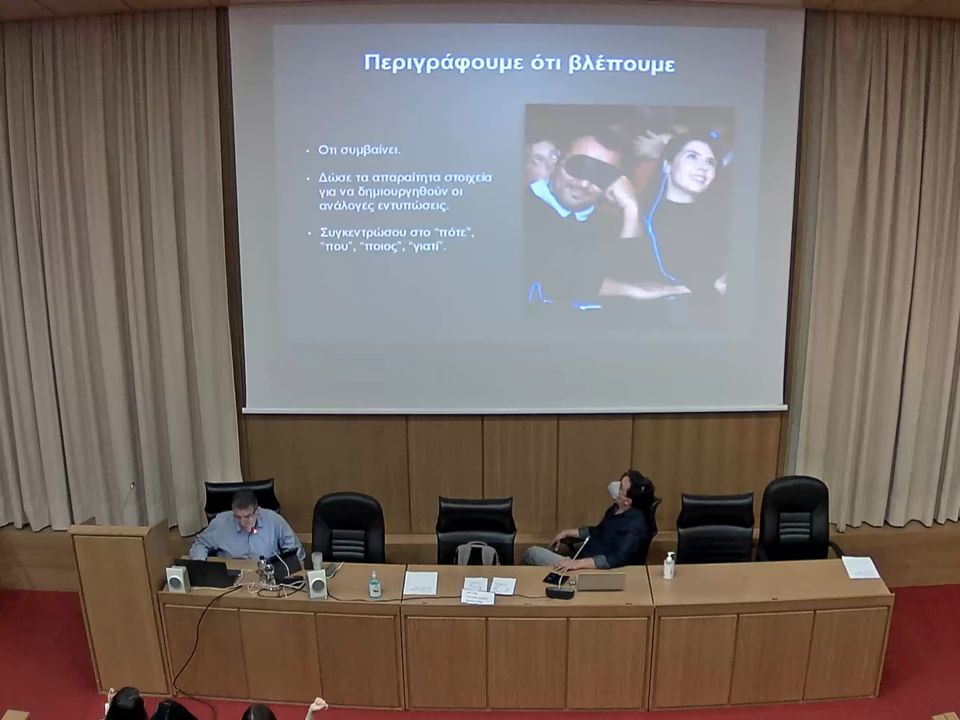 Περιγράφουμε ότι βλέπουμε
• Οτι συμβαίνει.
• Δώσε τα απαραίτητα στοιχεία
για να δημιουργηθούν οι
ανάλογες εντυπώσεις.
• Συγκεντρώσου στο “πότε”,
“που”, “ποιος”, “γιατί”.